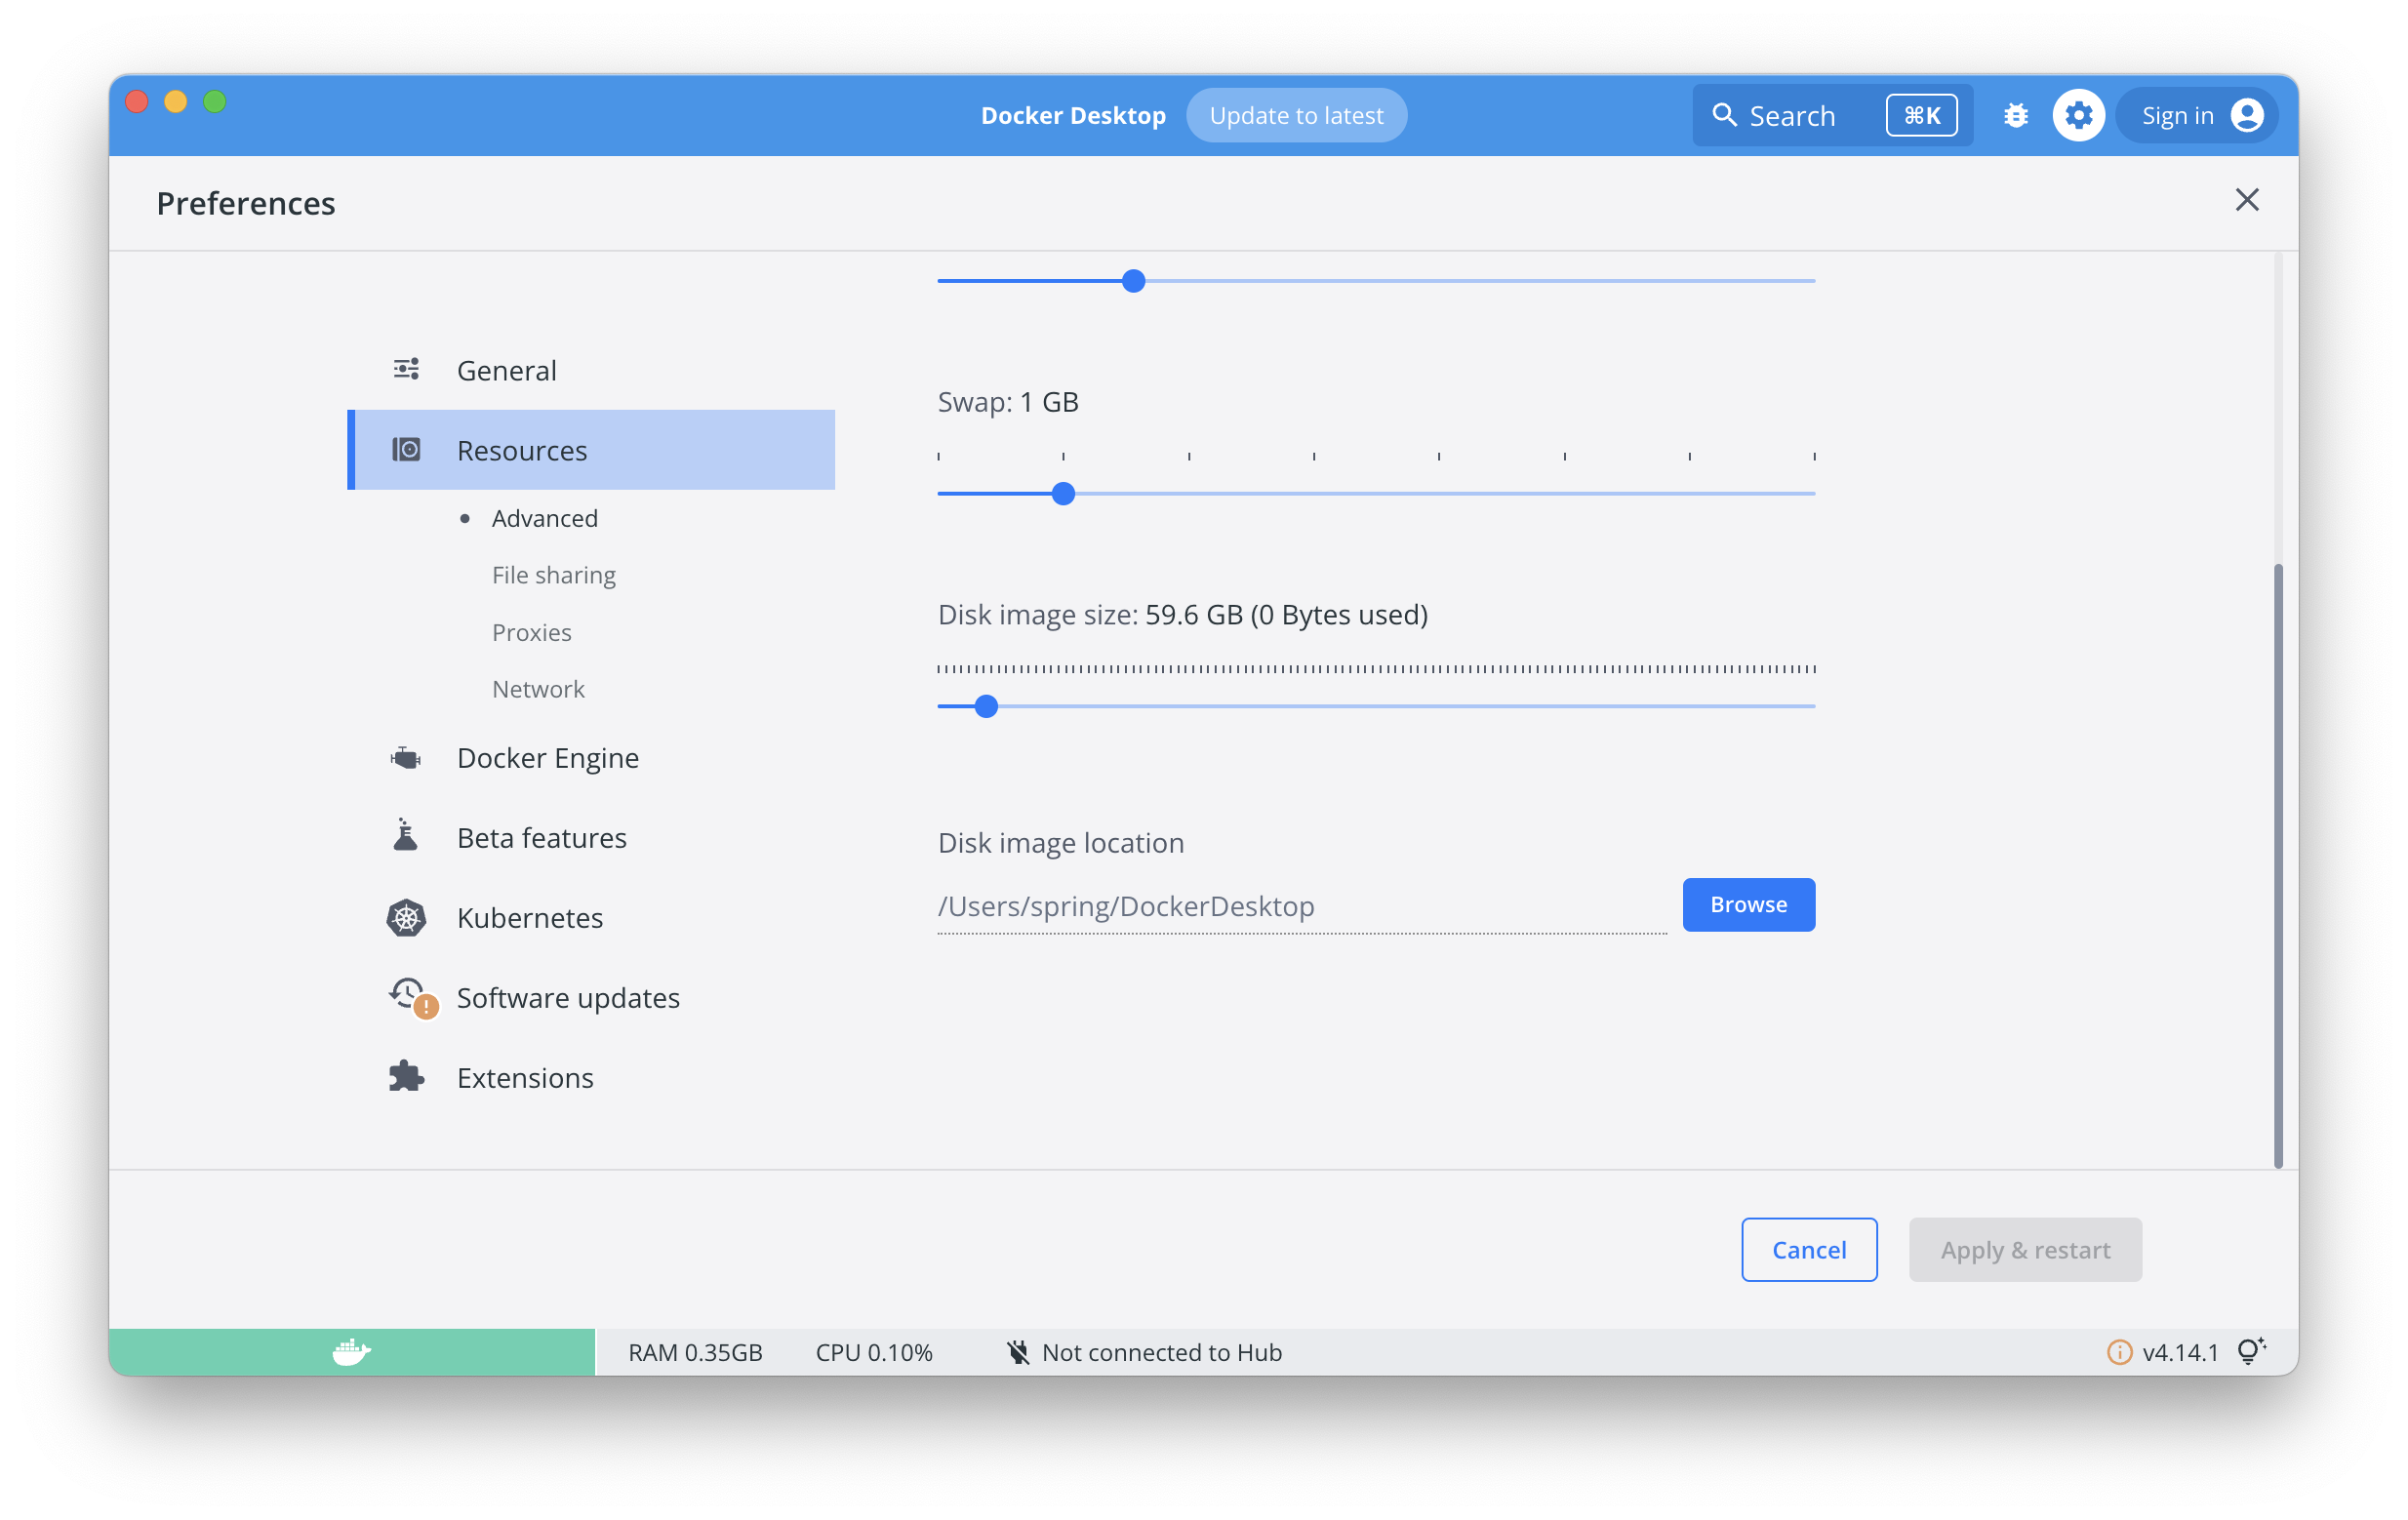 Docker Desktop
Update to latest
Search
⌘K
Sign in
Preferences
General
Resources
Advanced
File sharing
Proxies
Network
Docker Engine
Beta features
Kubernetes
Software updates
Extensions
Swap: 1 GB
Disk image size: 59.6 GB (0 Bytes used)
Disk image location
/Users/spring/DockerDesktop
Browse
Cancel
Apply & restart
RAM 0.35GB
CPU 0.10%
Not connected to Hub
v4.14.1